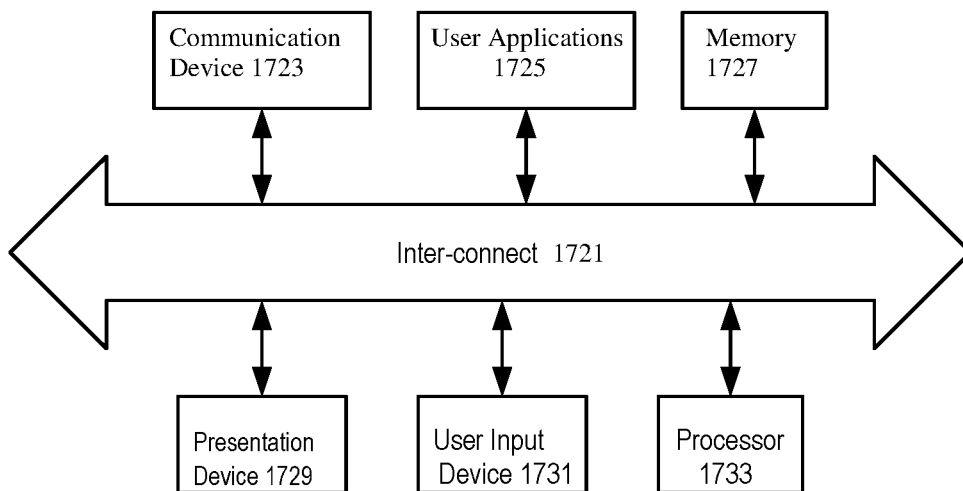 Communication
Device 1723
User Applications
1725
Memory
1727
Inter-connect 1721
Presentation
Device 1729
User Input
Device 1731
Processor
1733